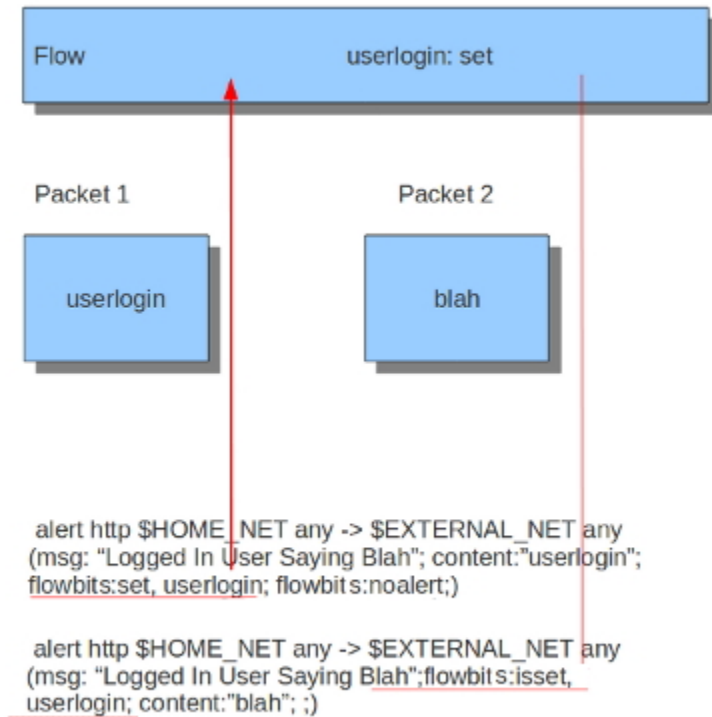 Flow userlogin: set
Packet 1 Packet 2
userlogin blah
alert http $HOME_NET any -> $EXTERNAL_NET any
(msg: “Logged In User Saying Blah”; content:”userlogin”;
flowbits:set, userlogin; flowbits:noalert;)
alert http $HOME_NET any -> $EXTERNAL_NET any
(msg: “Logged In User Saying Blah”;flowbits:isset,
userlogin; content:”blah”; ;)